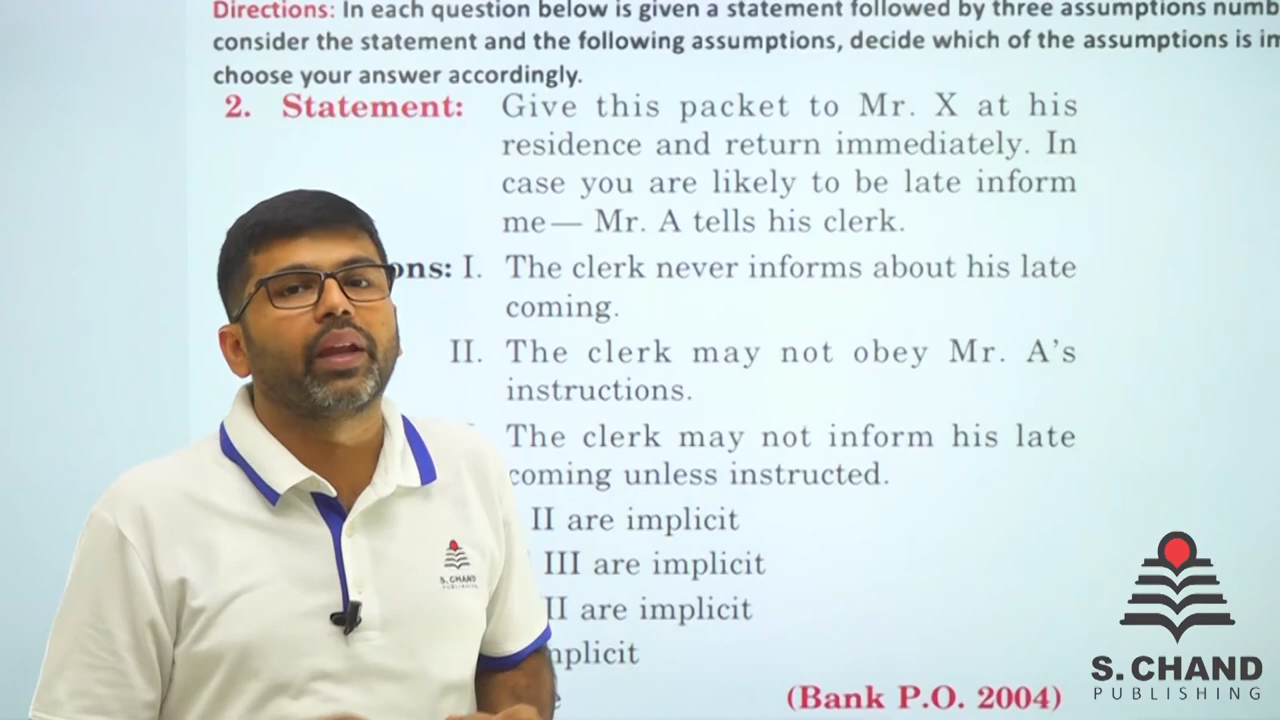 Directions: In each question below is given a statement followed by three assumptions
consider the statement and the following assumptions, decide which of the assumptions is
choose your answer accordingly.
2. Statement: Give this packet to Mr. X at his
residence and return immediately. In
case you are likely to be late inform
me— Mr. A tells his clerk.
I. The clerk never informs about his late
coming.
II. The clerk may not obey Mr. A's
instructions.
The clerk may not inform his late
coming unless instructed.
II are implicit
III are implicit
II are implicit
(Bank P.O. 2004)
S. CHAND
PUBLISHING
S. CHAND
PUBLISHING